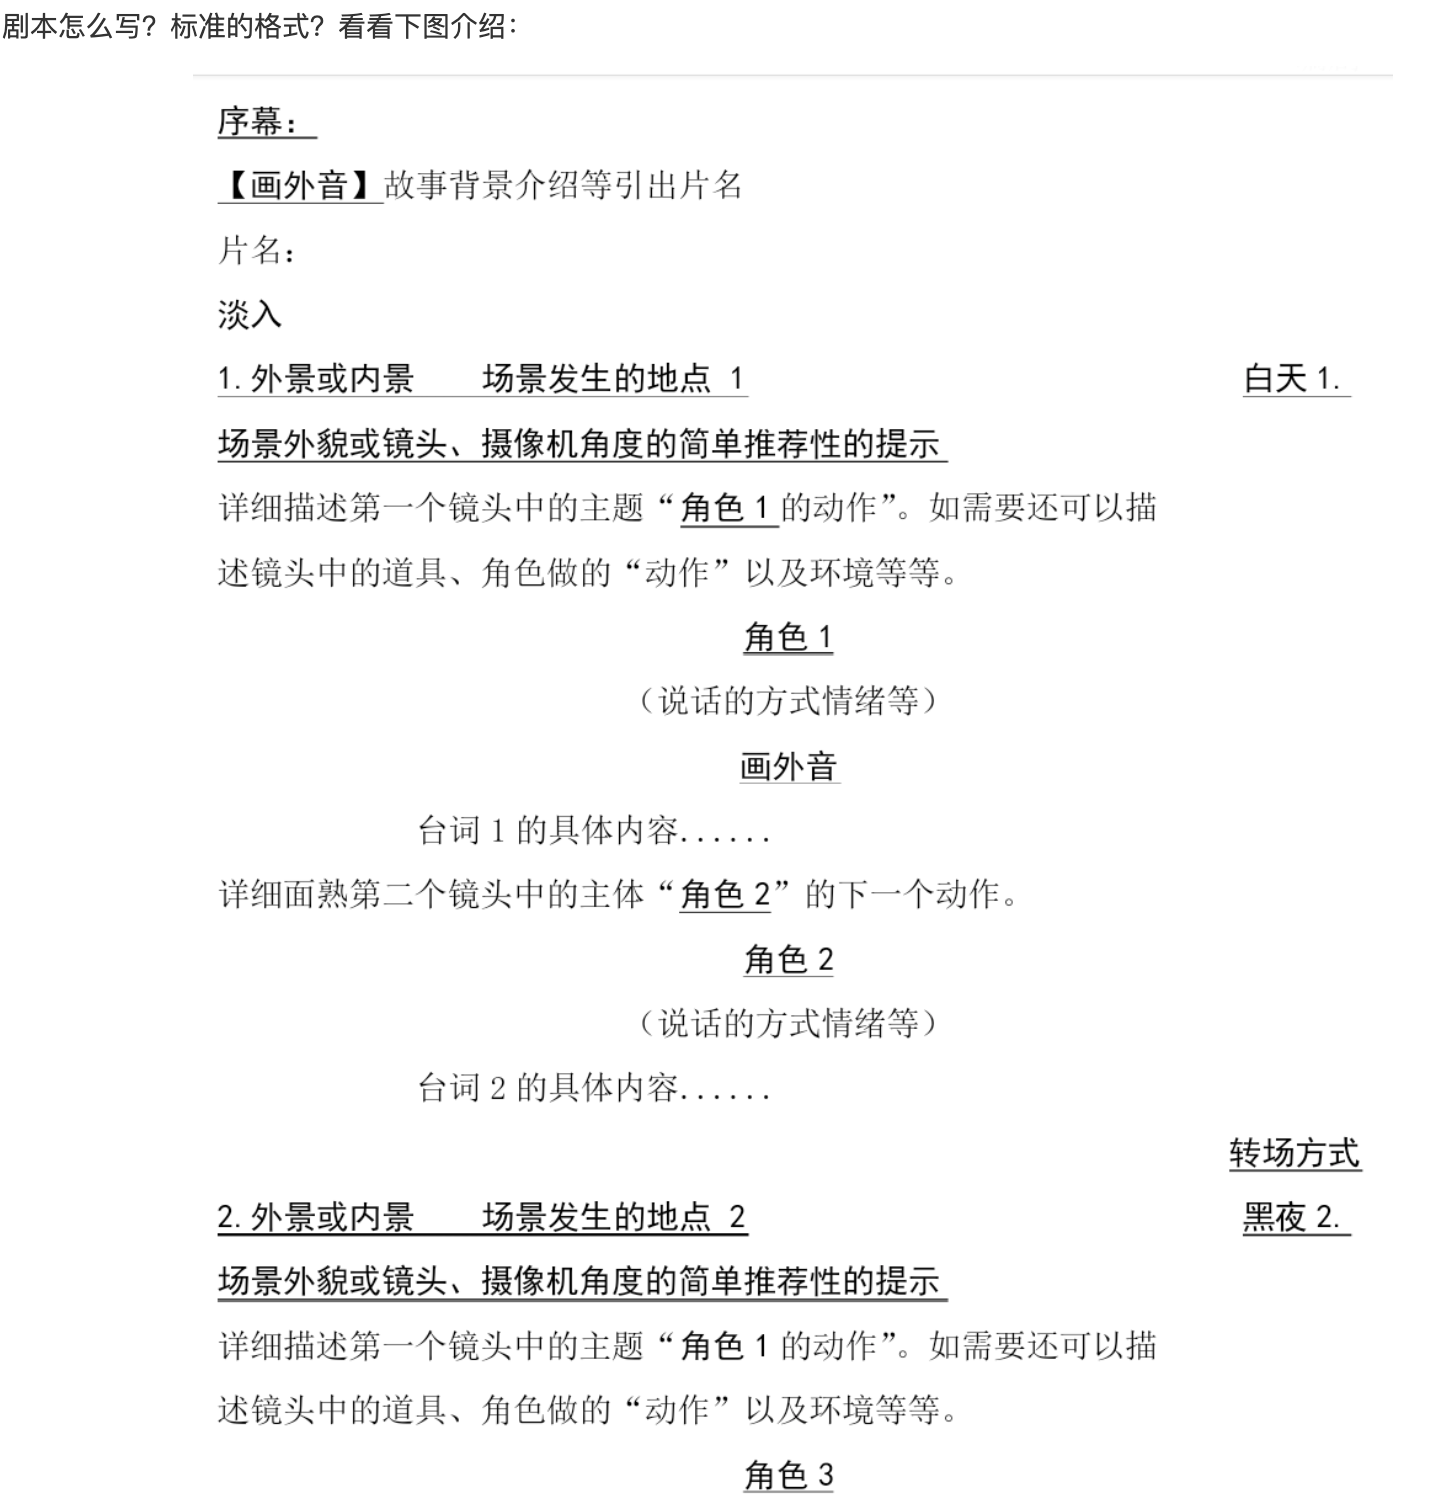 剧本怎么写？标准的格式？看看下图介绍：
序幕：
【画外音】故事背景介绍等引出片名
片名：
淡入
1.外景或内景 场景发生的地点 1 白天 1.
场景外貌或镜头、摄像机角度的简单推荐性的提示
详细描述第一个镜头中的主题“角色 1 的动作”。如需要还可以描
述镜头中的道具、角色做的“动作”以及环境等等。
角色 1
（说话的方式情绪等）
画外音
台词 1 的具体内容......
详细面熟第二个镜头中的主体“角色 2”的下一个动作。
角色 2
（说话的方式情绪等）
台词 2 的具体内容......
转场方式
2.外景或内景 场景发生的地点 2 黑夜 2.
场景外貌或镜头、摄像机角度的简单推荐性的提示
详细描述第一个镜头中的主题“角色 1 的动作”。如需要还可以描
述镜头中的道具、角色做的“动作”以及环境等等。
角色 3